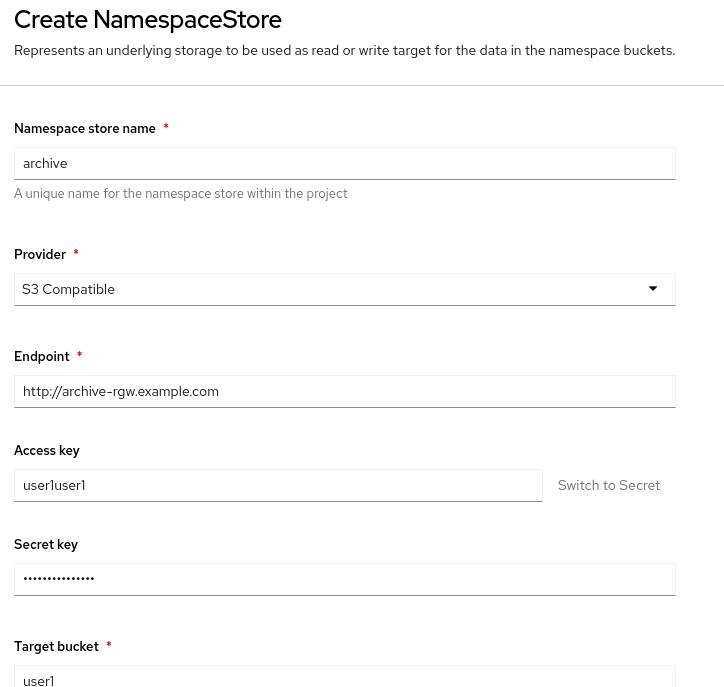 Create NamespaceStore
Represents an underlying storage to be used as read or write target for the data in the namespace buckets.
Namespace store name *
archive
A unique name for the namespace store within the project
Provider *
S3 Compatible
Endpoint *
http://archive-rgw.example.com
Access key
user1user1
Switch to Secret
Secret key
•••••••••••••••
Target bucket *
user1